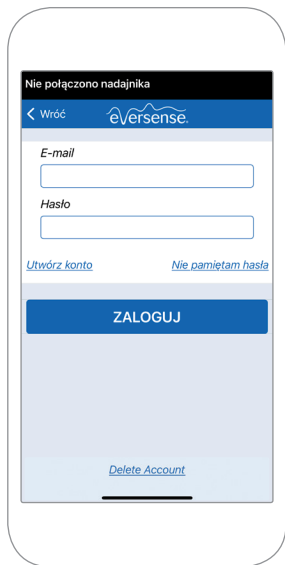 Nie połączono nadajnika
Wróć eversense.
E-mail
Hasło
Utwórz konto Nie pamiętam hasła
ZALOGUJ
Delete Account